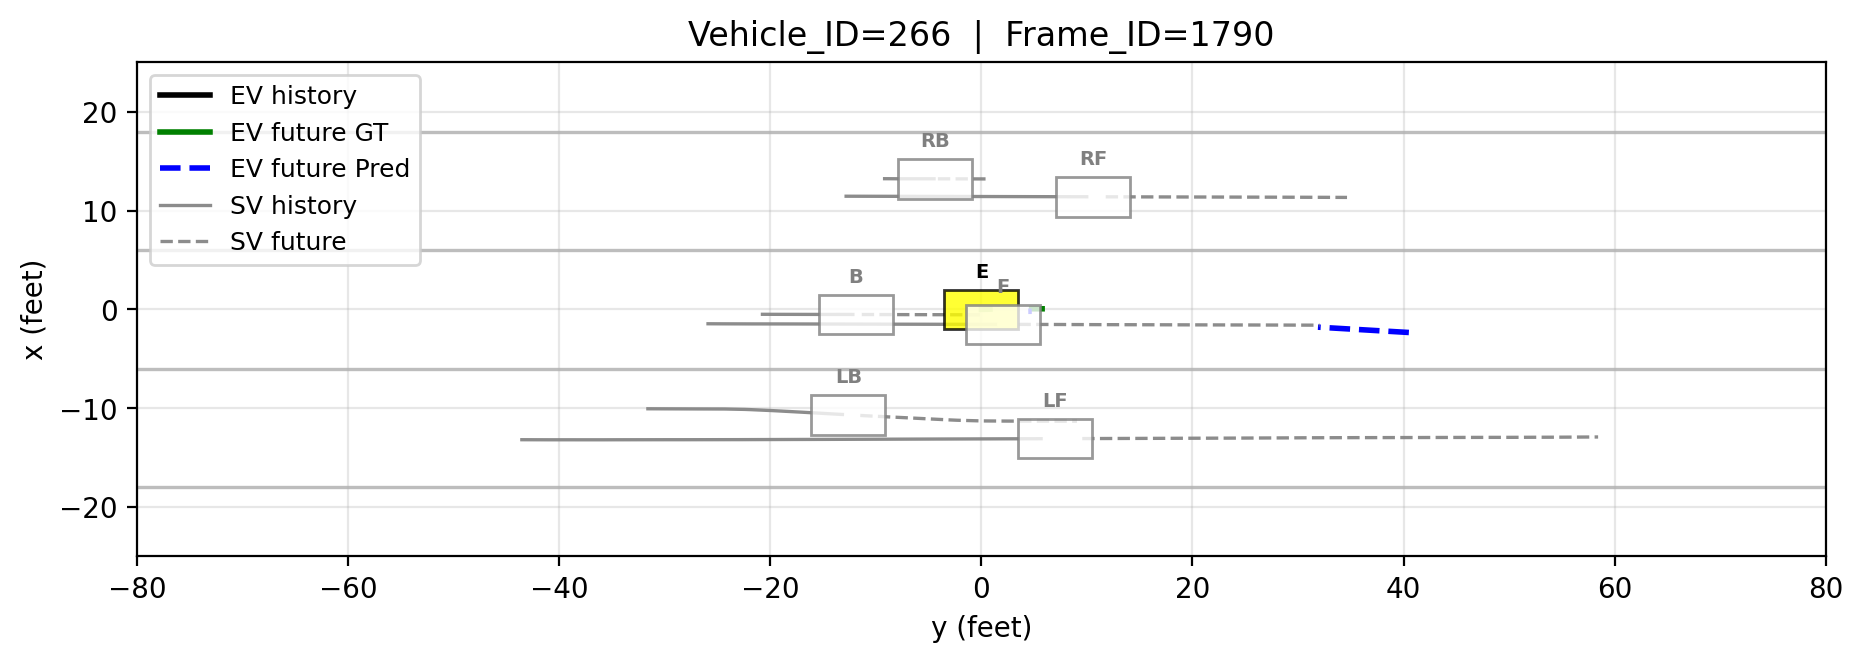 Vehicle_ID=266 | Frame_ID=1790
EV history
EV future GT
EV future Pred
SV history
SV future
RB
RF
B
E
F
LB
LF
20
10
0
−10
−20
x (feet)
−80
−60
−40
−20
0
20
40
60
80
y (feet)